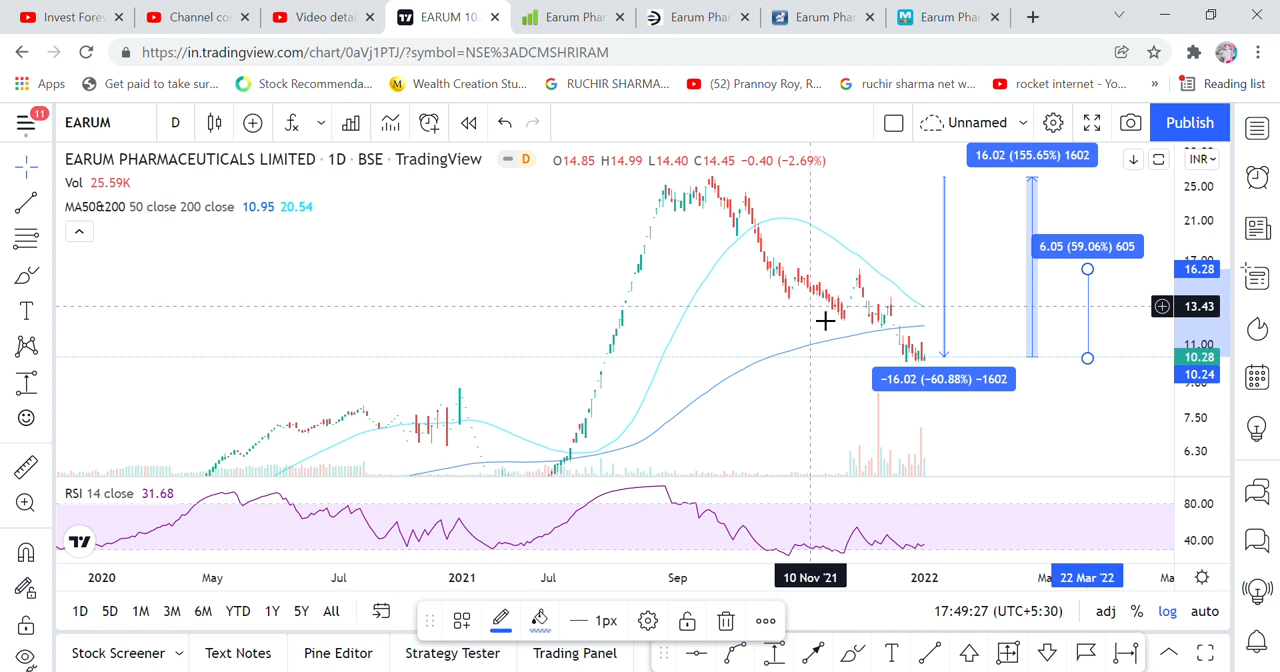 Invest Fore
Channel co
Video detai
EARUM 10.
Earum Phar
Earum Phar
Earum Phar
Earum Phar
https://in.tradingview.com/chart/0aVj1PTJ/?symbol=NSE%3ADCMSHRIRAM
Apps
Get paid to take sur...
Stock Recommenda...
Wealth Creation Stu...
RUCHIR SHARMA...
(52) Prannoy Roy, R...
ruchir sharma net w...
rocket internet - Yo...
»
Reading list
11
EARUM
D
Unnamed
Publish
EARUM PHARMACEUTICALS LIMITED · 1D · BSE · TradingView
D
O14.85 H14.99 L14.40 C14.45 −0.40 (−2.69%)
16.02 (155.65%) 1602
INR
Vol 25.59K
25.00
MA50&200 50 close 200 close 10.95 20.54
21.00
6.05 (59.06%) 605
16.28
13.43
11.00
10.28
10.24
−16.02 (−60.88%) −1602
7.50
6.30
RSI 14 close 31.68
80.00
40.00
2020
May
Jul
2021
Jul
Sep
10 Nov '21
2022
22 Mar '22
1D 5D 1M 3M 6M YTD 1Y 5Y All
17:49:27 (UTC+5:30)
adj % log auto
1px
Stock Screener
Text Notes
Pine Editor
Strategy Tester
Trading Panel